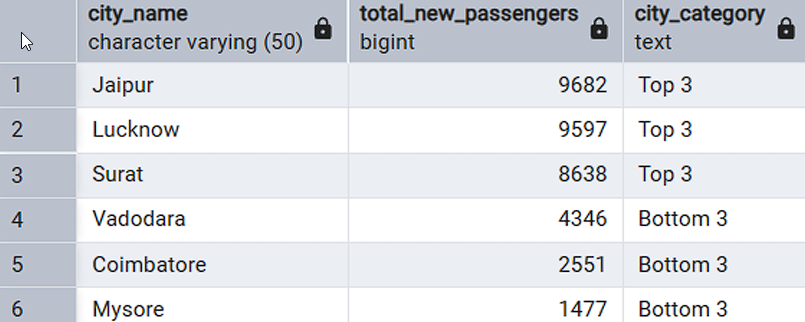 city_name total_new_passengers city_category
character varying (50) bigint text
1 Jaipur 9682 Top 3
2 Lucknow 9597 Top 3
3 Surat 8638 Top 3
4 Vadodara 4346 Bottom 3
5 Coimbatore 2551 Bottom 3
6 Mysore 1477 Bottom 3